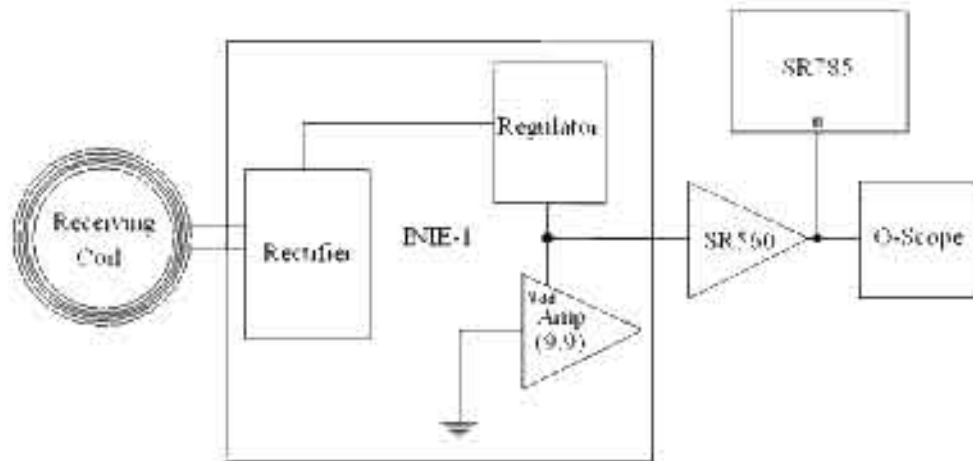 SR785
Regulator
Receiving
Coil
Rectifier
INIE-1
SR560
O-Scope
Vdd
Amp
(9,9)